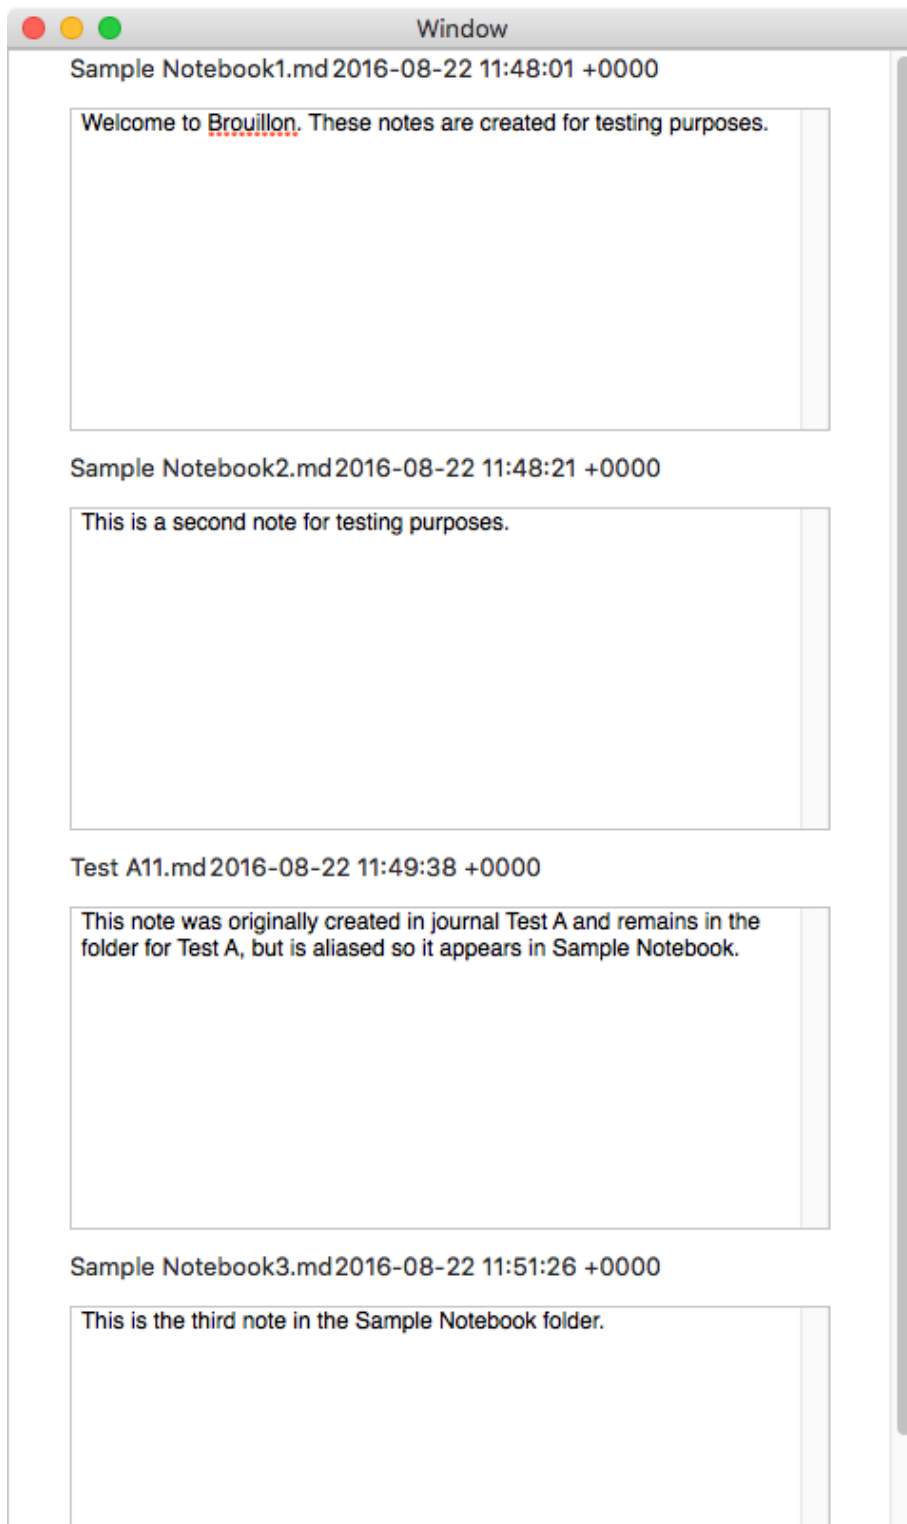 Window
Sample Notebook1.md 2016-08-22 11:48:01 +0000
Welcome to Brouillon. These notes are created for testing purposes.
Sample Notebook2.md 2016-08-22 11:48:21 +0000
This is a second note for testing purposes.
Test A11.md 2016-08-22 11:49:38 +0000
This note was originally created in journal Test A and remains in the
folder for Test A, but is aliased so it appears in Sample Notebook.
Sample Notebook3.md 2016-08-22 11:51:26 +0000
This is the third note in the Sample Notebook folder.